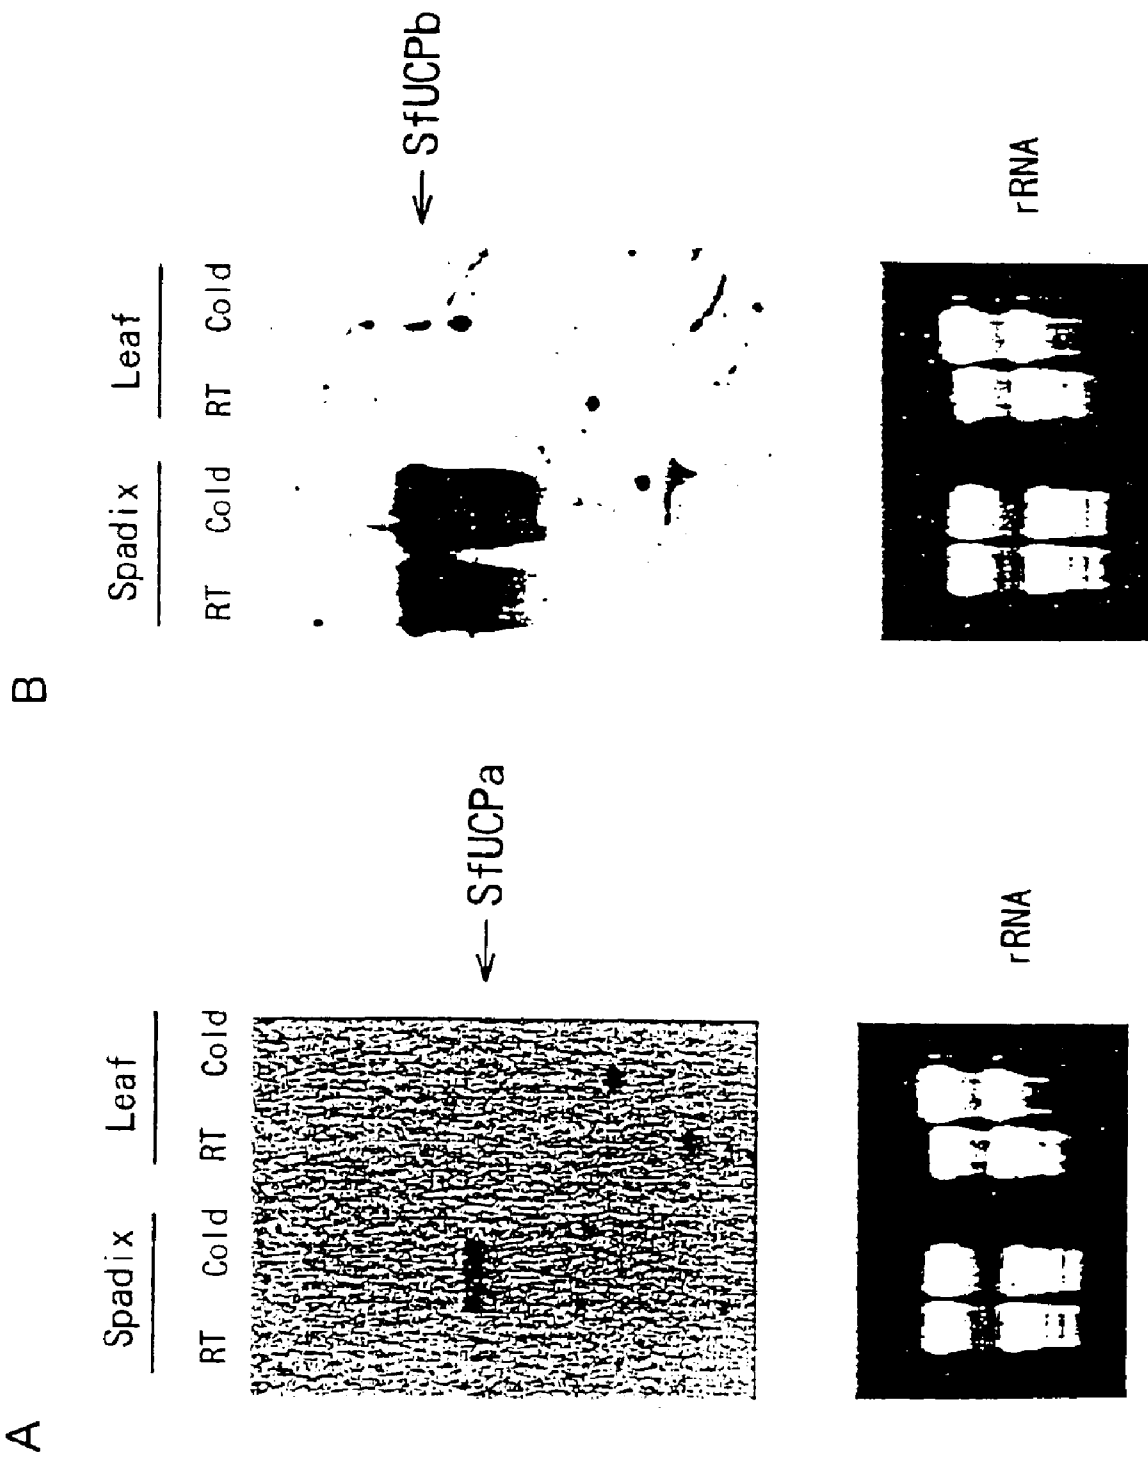 A
Spadix Leaf
RT Cold RT Cold
← SfUCPa
rRNA
B
Spadix Leaf
RT Cold RT Cold
← SfUCPb
rRNA